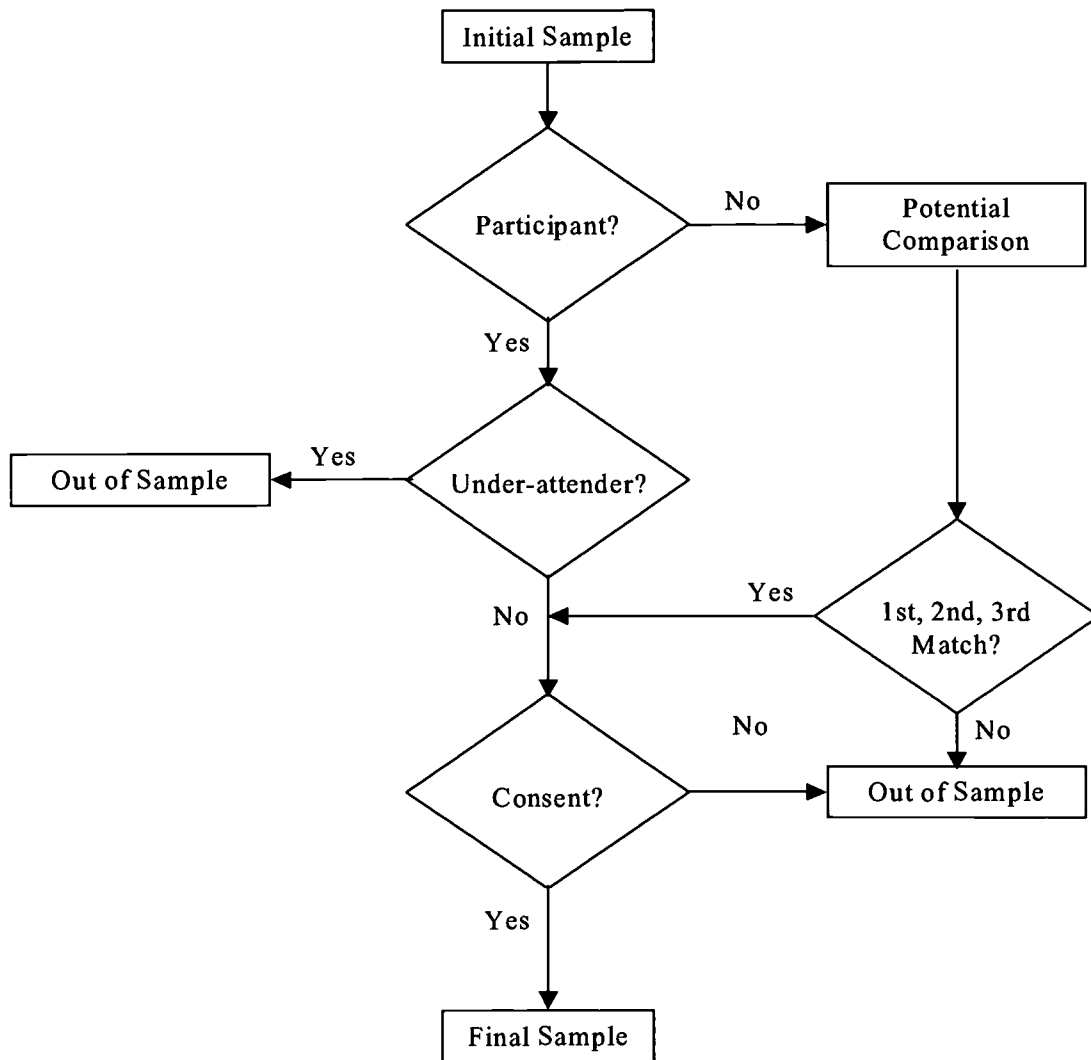 Initial Sample
Participant?
No
Potential
Comparison
Yes
Under-attender?
Yes
Out of Sample
No
Yes
1st, 2nd, 3rd
Match?
No
No
Consent?
Out of Sample
Yes
Final Sample